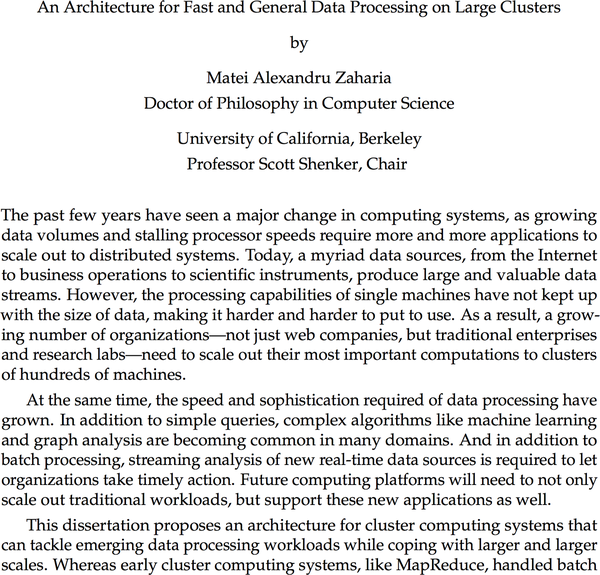 An Architecture for Fast and General Data Processing on Large Clusters
by
Matei Alexandru Zaharia
Doctor of Philosophy in Computer Science
University of California, Berkeley
Professor Scott Shenker, Chair
The past few years have seen a major change in computing systems, as growing
data volumes and stalling processor speeds require more and more applications to
scale out to distributed systems. Today, a myriad data sources, from the Internet
to business operations to scientific instruments, produce large and valuable data
streams. However, the processing capabilities of single machines have not kept up
with the size of data, making it harder and harder to put to use. As a result, a grow-
ing number of organizations—not just web companies, but traditional enterprises
and research labs—need to scale out their most important computations to clusters
of hundreds of machines.
At the same time, the speed and sophistication required of data processing have
grown. In addition to simple queries, complex algorithms like machine learning
and graph analysis are becoming common in many domains. And in addition to
batch processing, streaming analysis of new real-time data sources is required to let
organizations take timely action. Future computing platforms will need to not only
scale out traditional workloads, but support these new applications as well.
This dissertation proposes an architecture for cluster computing systems that
can tackle emerging data processing workloads while coping with larger and larger
scales. Whereas early cluster computing systems, like MapReduce, handled batch